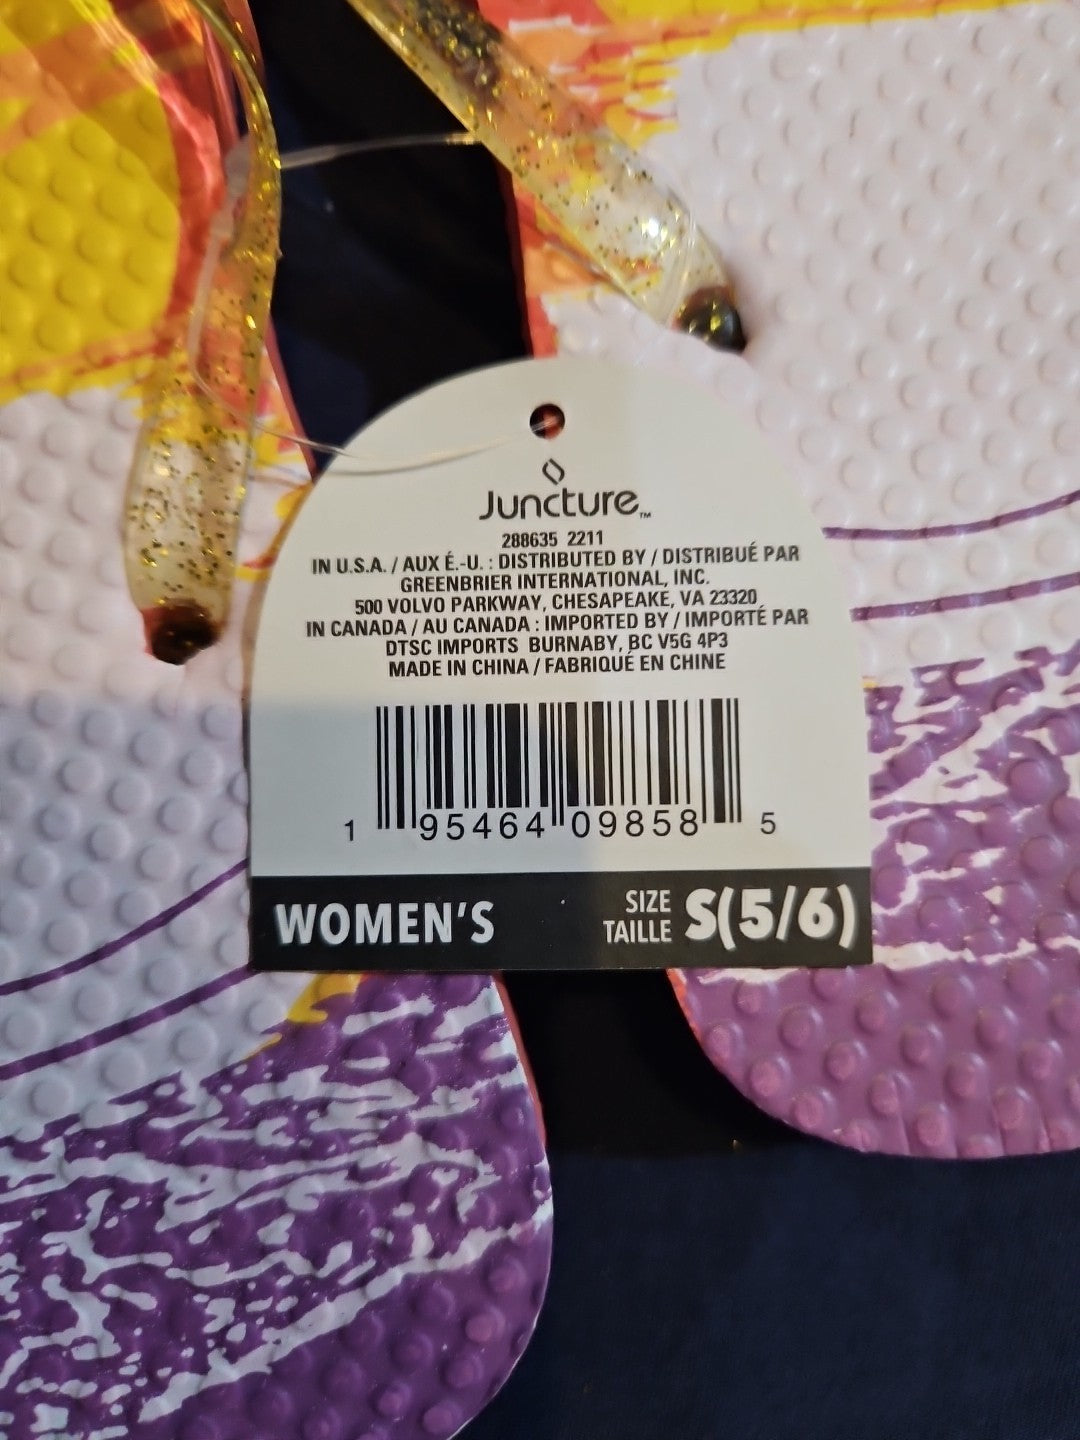 Juncture™
288635 2211
IN U.S.A. / AUX É.-U. : DISTRIBUTED BY / DISTRIBUÉ PAR
GREENBRIER INTERNATIONAL, INC.
500 VOLVO PARKWAY, CHESAPEAKE, VA 23320
IN CANADA / AU CANADA : IMPORTED BY / IMPORTÉ PAR
DTSC IMPORTS BURNABY, BC V5G 4P3
MADE IN CHINA / FABRIQUÉ EN CHINE
1 95464 09858 5
WOMEN'S SIZE TAILLE S(5/6)